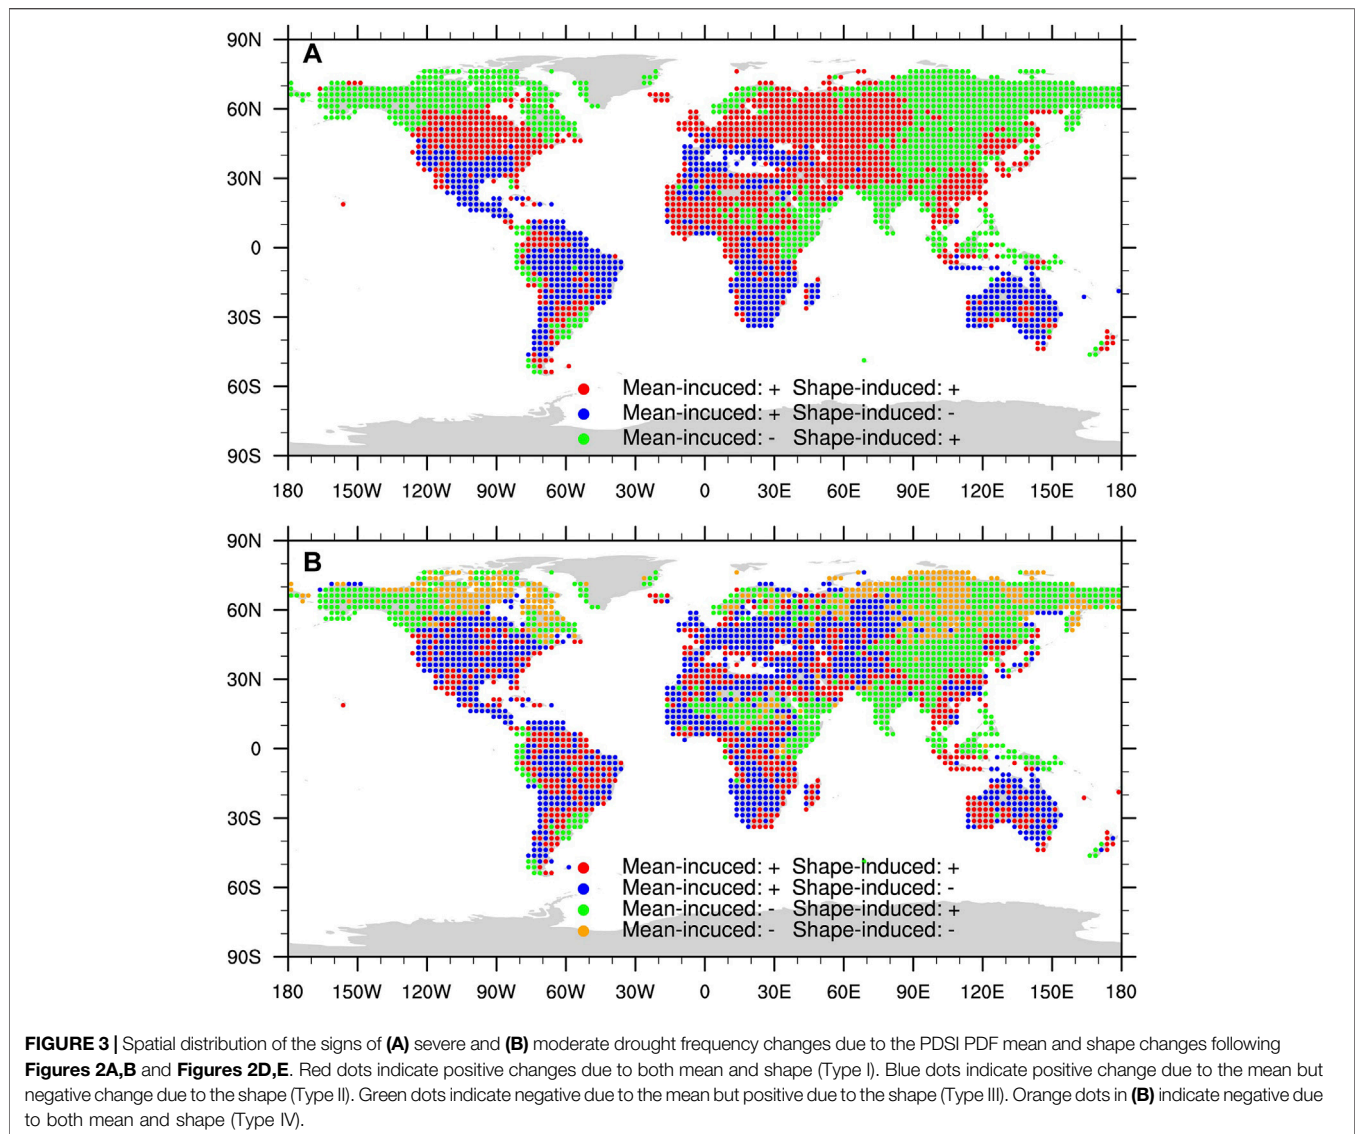 A
90N
60N
30N
0
30S
60S
90S
Mean-incuced: + Shape-induced: +
Mean-incuced: + Shape-induced: -
Mean-incuced: - Shape-induced: +
180 150W 120W 90W 60W 30W 0 30E 60E 90E 120E 150E 180
B
90N
60N
30N
0
30S
60S
90S
Mean-incuced: + Shape-induced: +
Mean-incuced: + Shape-induced: -
Mean-incuced: - Shape-induced: +
Mean-incuced: - Shape-induced: -
180 150W 120W 90W 60W 30W 0 30E 60E 90E 120E 150E 180
FIGURE 3 | Spatial distribution of the signs of (A) severe and (B) moderate drought frequency changes due to the PDSI PDF mean and shape changes following
Figures 2A,B and Figures 2D,E. Red dots indicate positive changes due to both mean and shape (Type I). Blue dots indicate positive change due to the mean but
negative change due to the shape (Type II). Green dots indicate negative due to the mean but positive due to the shape (Type III). Orange dots in (B) indicate negative due
to both mean and shape (Type IV).